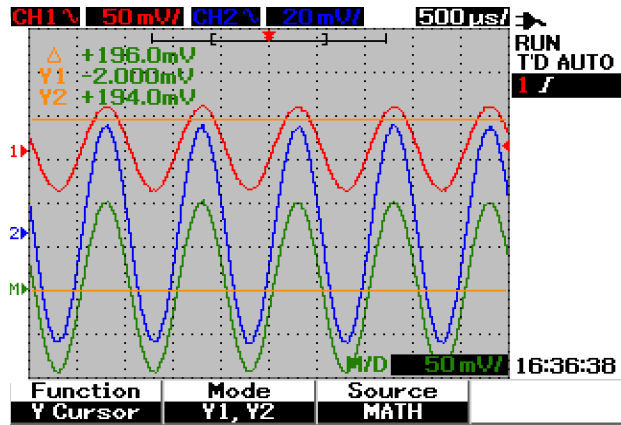 CH1 ∿ 50 mV/ CH2 ∿ 20 mV/ 500 µs/
RUN
T'D AUTO
1
Δ +196.0mV
Y1 -2.000mV
Y2 +194.0mV
1
2
M
M/D 50 mV/
16:36:38
Function Mode Source
Y Cursor Y1, Y2 MATH